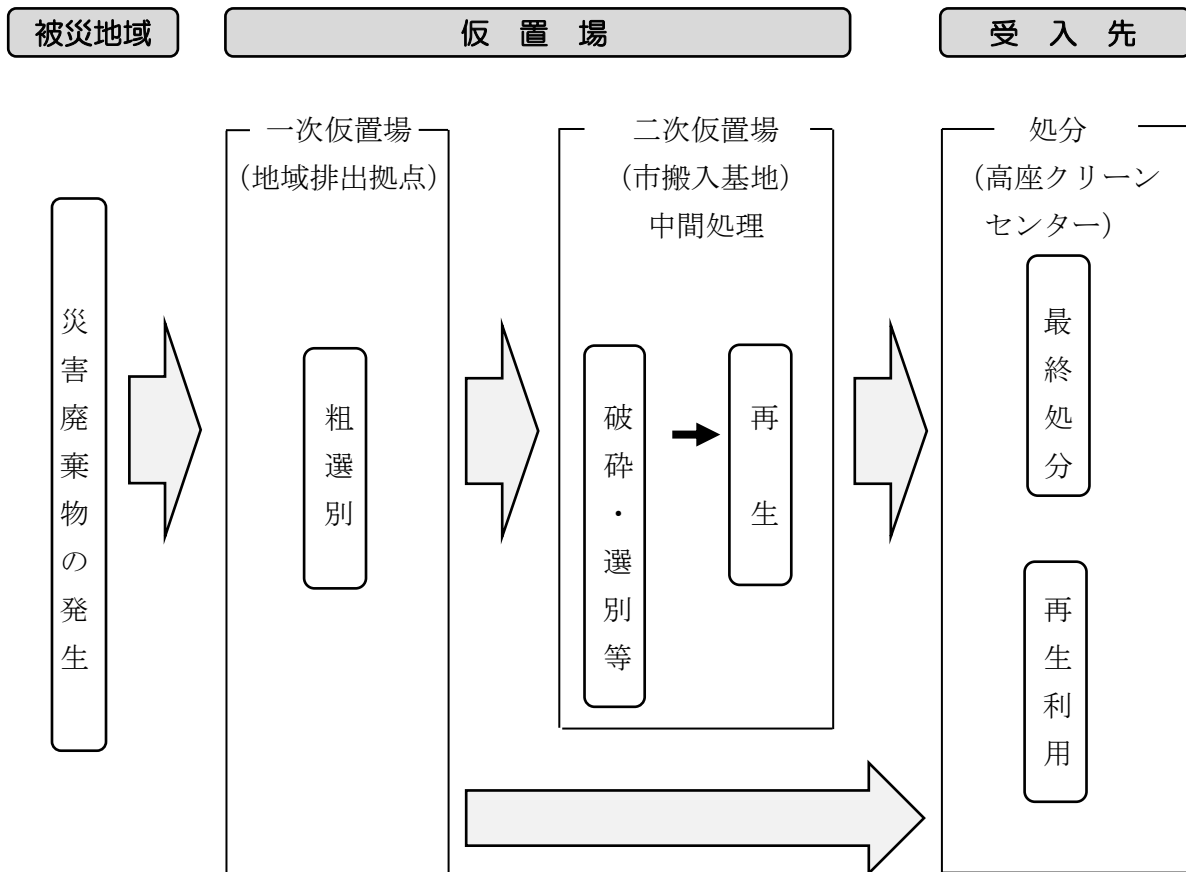 被災地域
仮置場
受入先
一次仮置場
(地域排出拠点)
二次仮置場
(市搬入基地)
中間処理
処分
(高座クリーン
センター)
災害廃棄物の発生
粗選別
破砕・選別等
再生
最終処分
再生利用